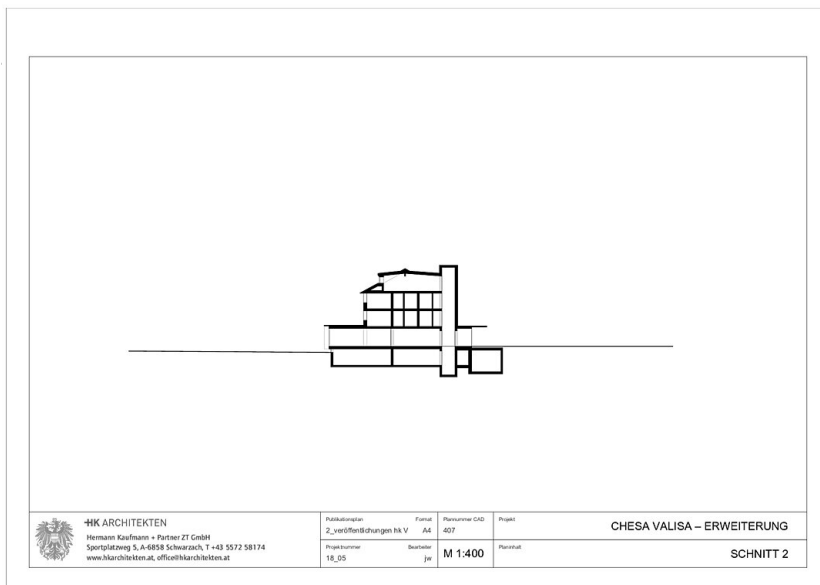 HK ARCHITEKTEN
Hermann Kaufmann + Partner ZT GmbH
Sportplatzweg 5, A-6858 Schwarzach, T +43 5572 58174
www.hkarchitekten.at, office@hkarchitekten.at
Publikationsplan Format
2_veröffentlichungen hk V A4
Projektnummer Bearbeiter
18_05 jw
Plannummer CAD
407
M 1:400
Projekt
CHESA VALISA – ERWEITERUNG
Planinhalt
SCHNITT 2